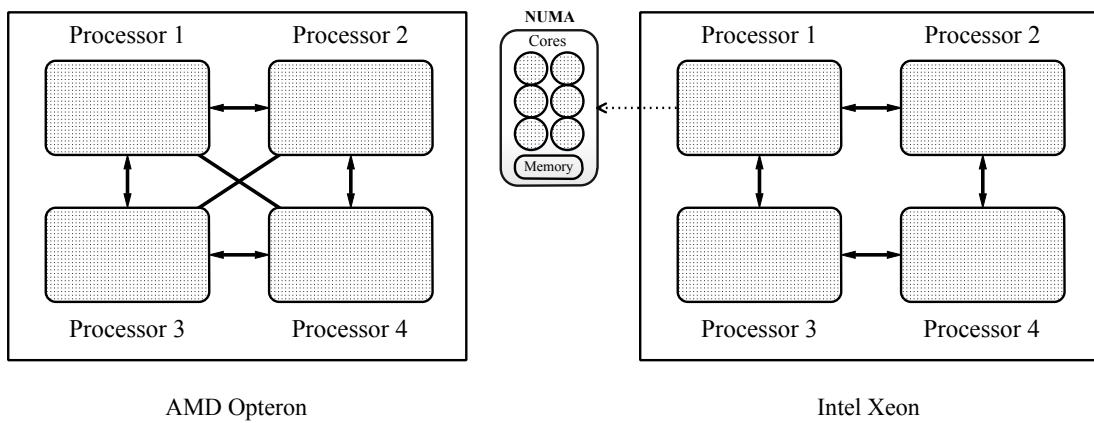 Processor 1
Processor 2
Processor 3
Processor 4
AMD Opteron
NUMA
Cores
Memory
Processor 1
Processor 2
Processor 3
Processor 4
Intel Xeon